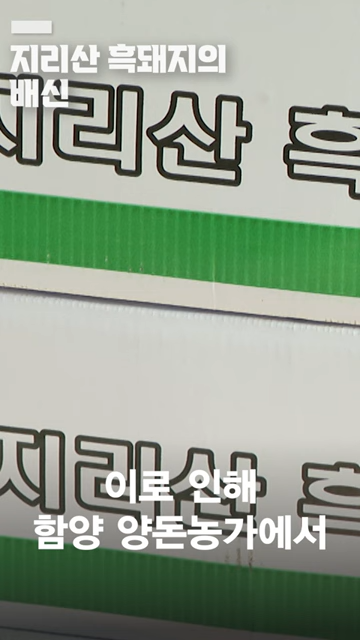 지리산 흑돼지의
배신
지리산 흑
지리산 흑
이로 인해
함양 양돈농가에서